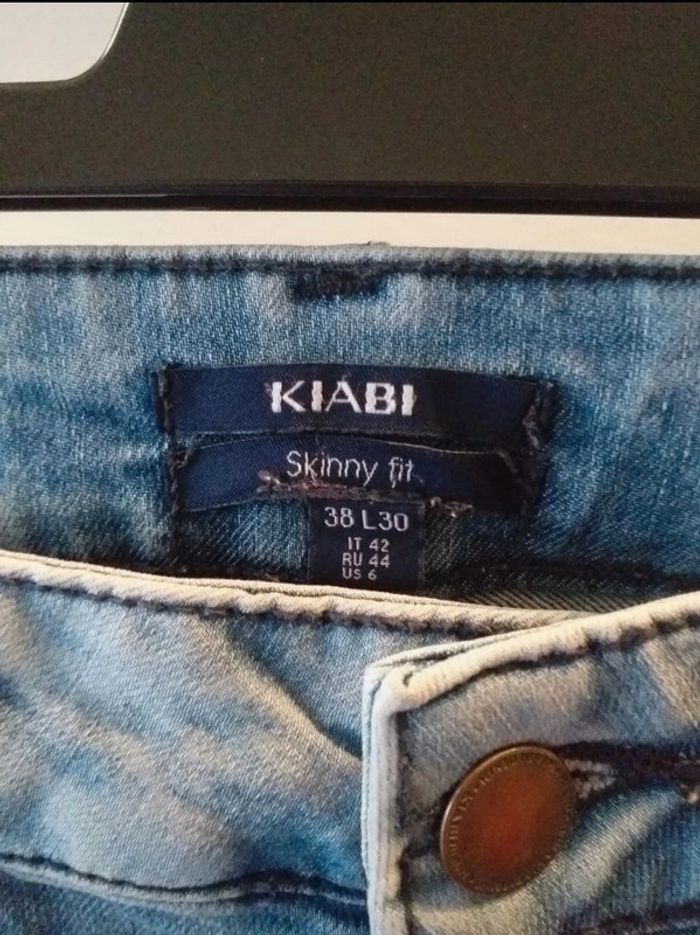 KIABI
Skinny fit
38 L30
IT 42
RU 44
US 6